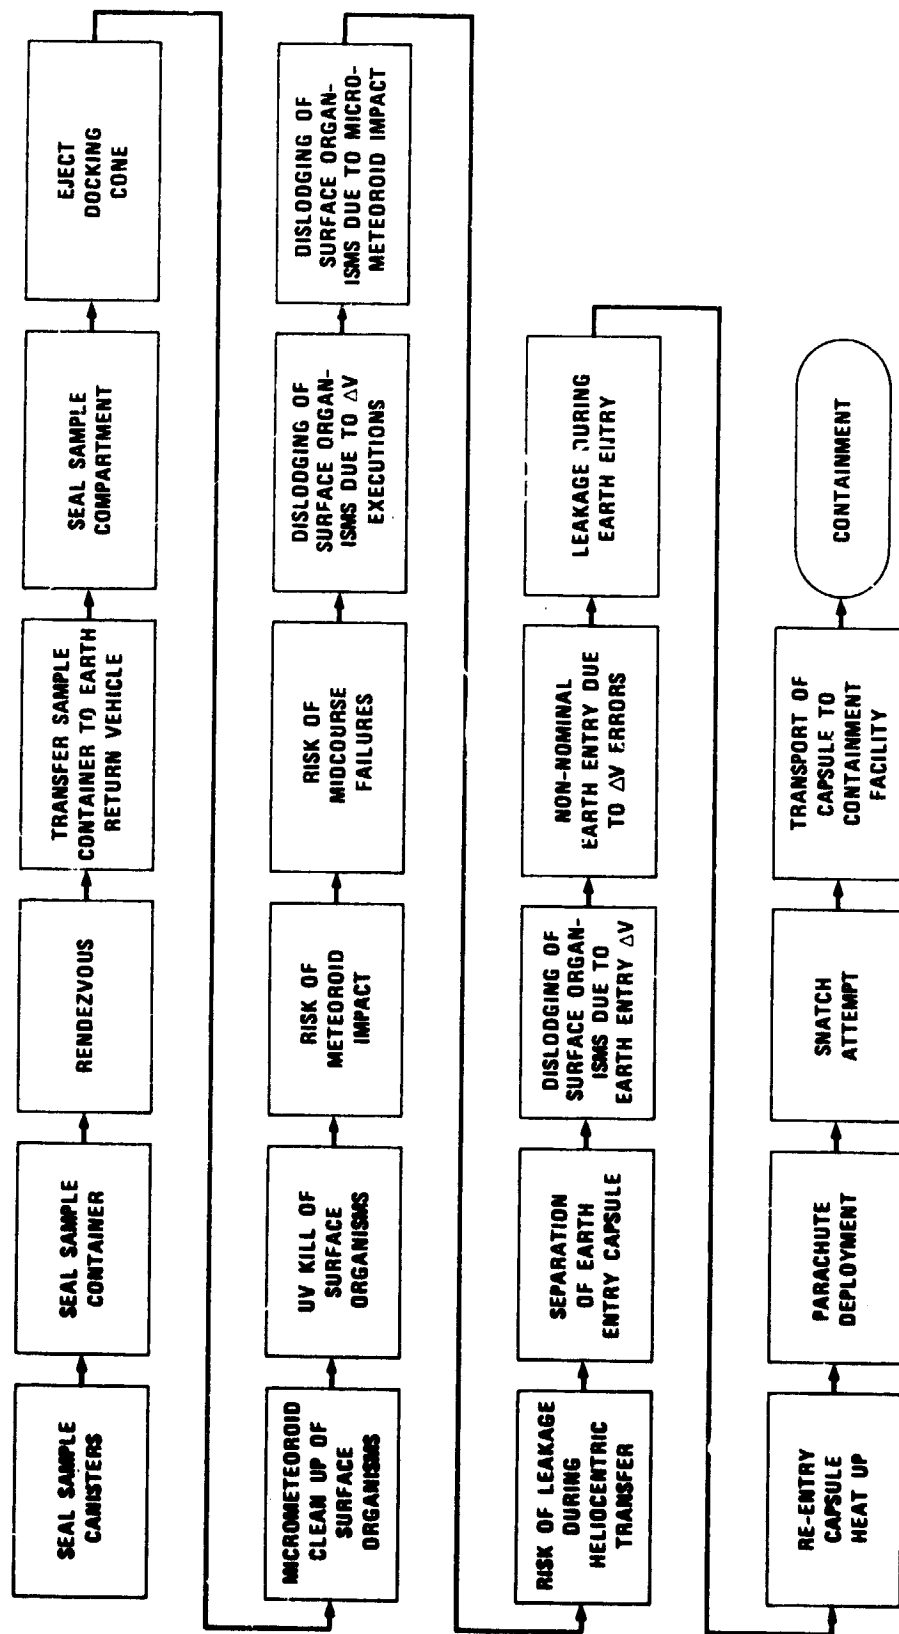 SEAL SAMPLE
CANISTERS
SEAL SAMPLE
CONTAINER
RENDEZVOUS
TRANSFER SAMPLE
CONTAINER TO EARTH
RETURN VEHICLE
SEAL SAMPLE
COMPARTMENT
EJECT
DOCKING
CONE
MICROMETEOROID
CLEAN UP OF
SURFACE
ORGANISMS
UV KILL OF
SURFACE
ORGANISMS
RISK OF
METEOROID
IMPACT
RISK OF
MIDCOURSE
FAILURES
DISLODGING OF
SURFACE ORGAN-
ISMS DUE TO ΔV
EXECUTIONS
DISLODGING OF
SURFACE ORGAN-
ISMS DUE TO MICRO-
METEOROID IMPACT
RISK OF LEAKAGE
DURING
HELIOCENTRIC
TRANSFER
SEPARATION
OF EARTH
ENTRY CAPSULE
DISLODGING OF
SURFACE ORGAN-
ISMS DUE TO
EARTH ENTRY ΔV
NON-NOMINAL
EARTH ENTRY DUE
TO ΔV ERRORS
LEAKAGE DURING
EARTH ENTRY
RE-ENTRY
CAPSULE
HEAT UP
PARACHUTE
DEPLOYMENT
SNATCH
ATTEMPT
TRANSPORT OF
CAPSULE TO
CONTAINMENT
FACILITY
CONTAINMENT